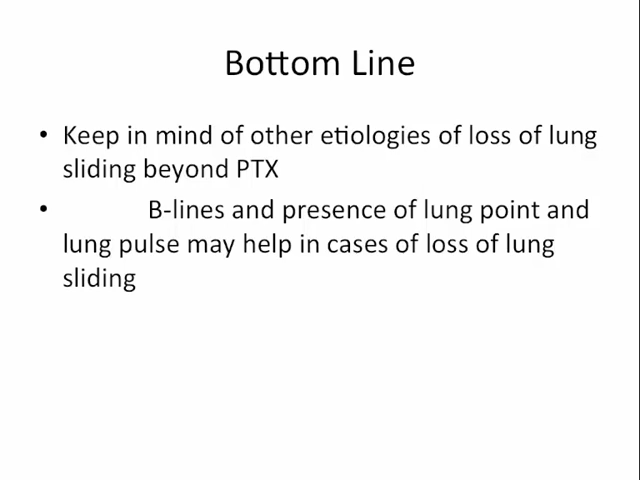 Bottom Line
• Keep in mind of other etiologies of loss of lung
sliding beyond PTX
• B-lines and presence of lung point and
lung pulse may help in cases of loss of lung
sliding